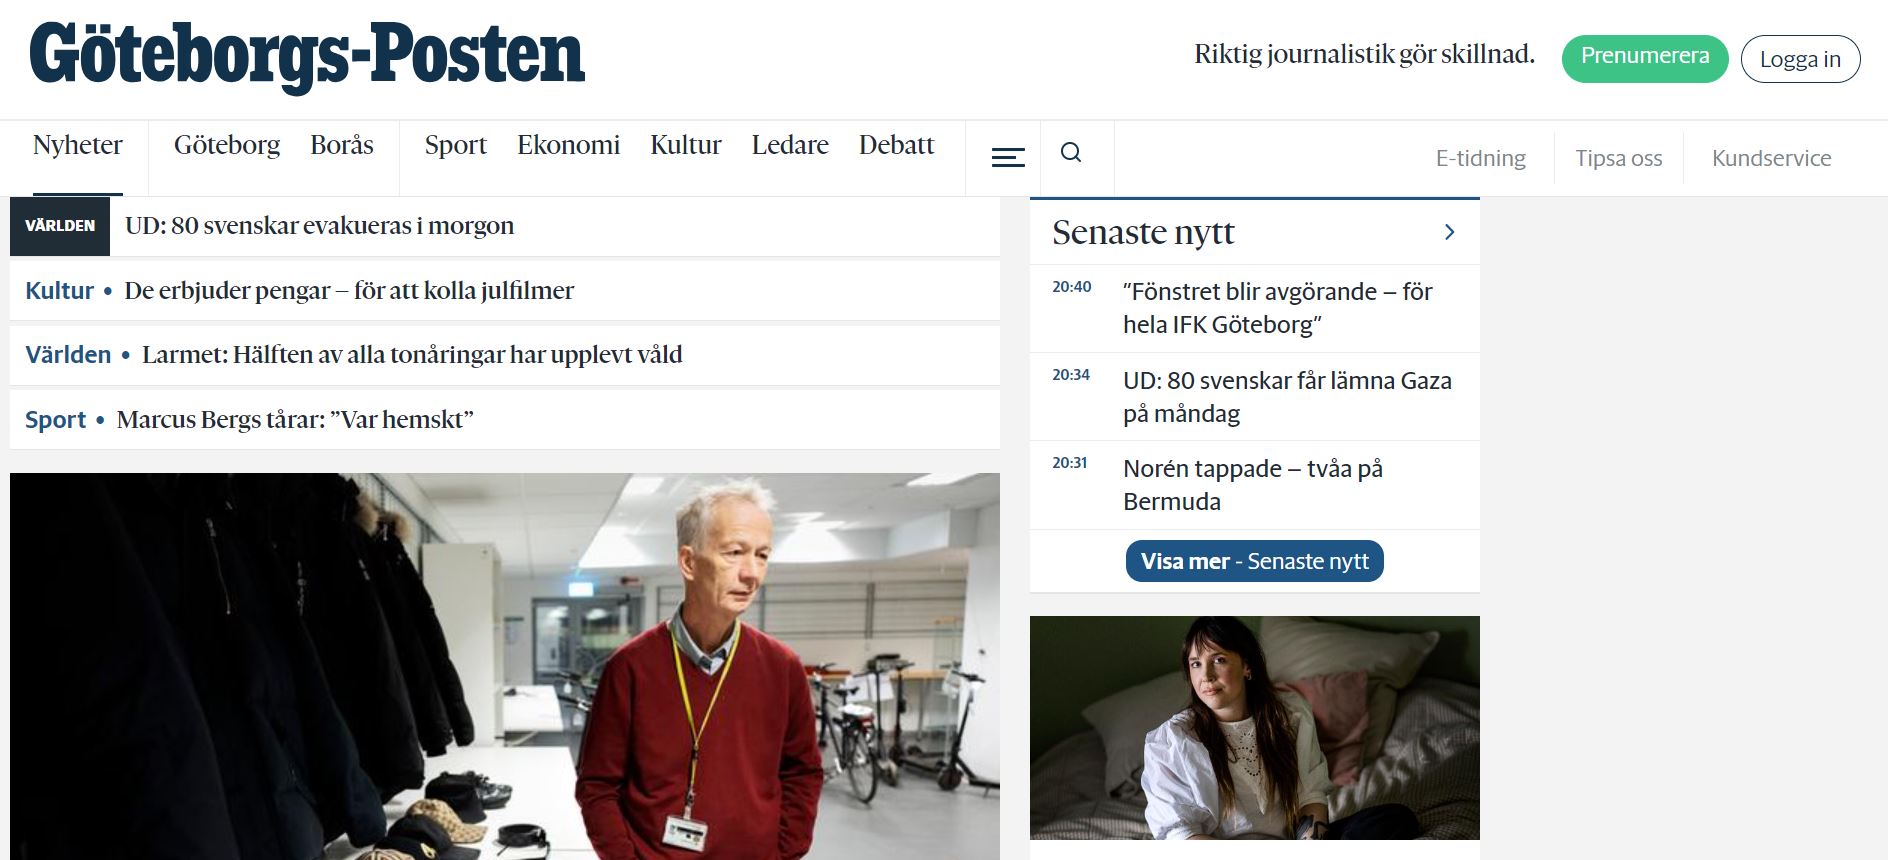 Göteborgs-Posten
Riktig journalistik gör skillnad.
Prenumerera
Logga in
Nyheter
Göteborg
Borås
Sport
Ekonomi
Kultur
Ledare
Debatt
E-tidning
Tipsa oss
Kundservice
VÄRLDEN UD: 80 svenskar evakueras i morgon
Kultur • De erbjuder pengar – för att kolla julfilmer
Världen • Larmet: Hälften av alla tonåringar har upplevt våld
Sport • Marcus Bergs tårar: ”Var hemskt”
Senaste nytt
20:40 ”Fönstret blir avgörande – för
hela IFK Göteborg”
20:34 UD: 80 svenskar får lämna Gaza
på måndag
20:31 Norén tappade – tvåa på
Bermuda
Visa mer - Senaste nytt